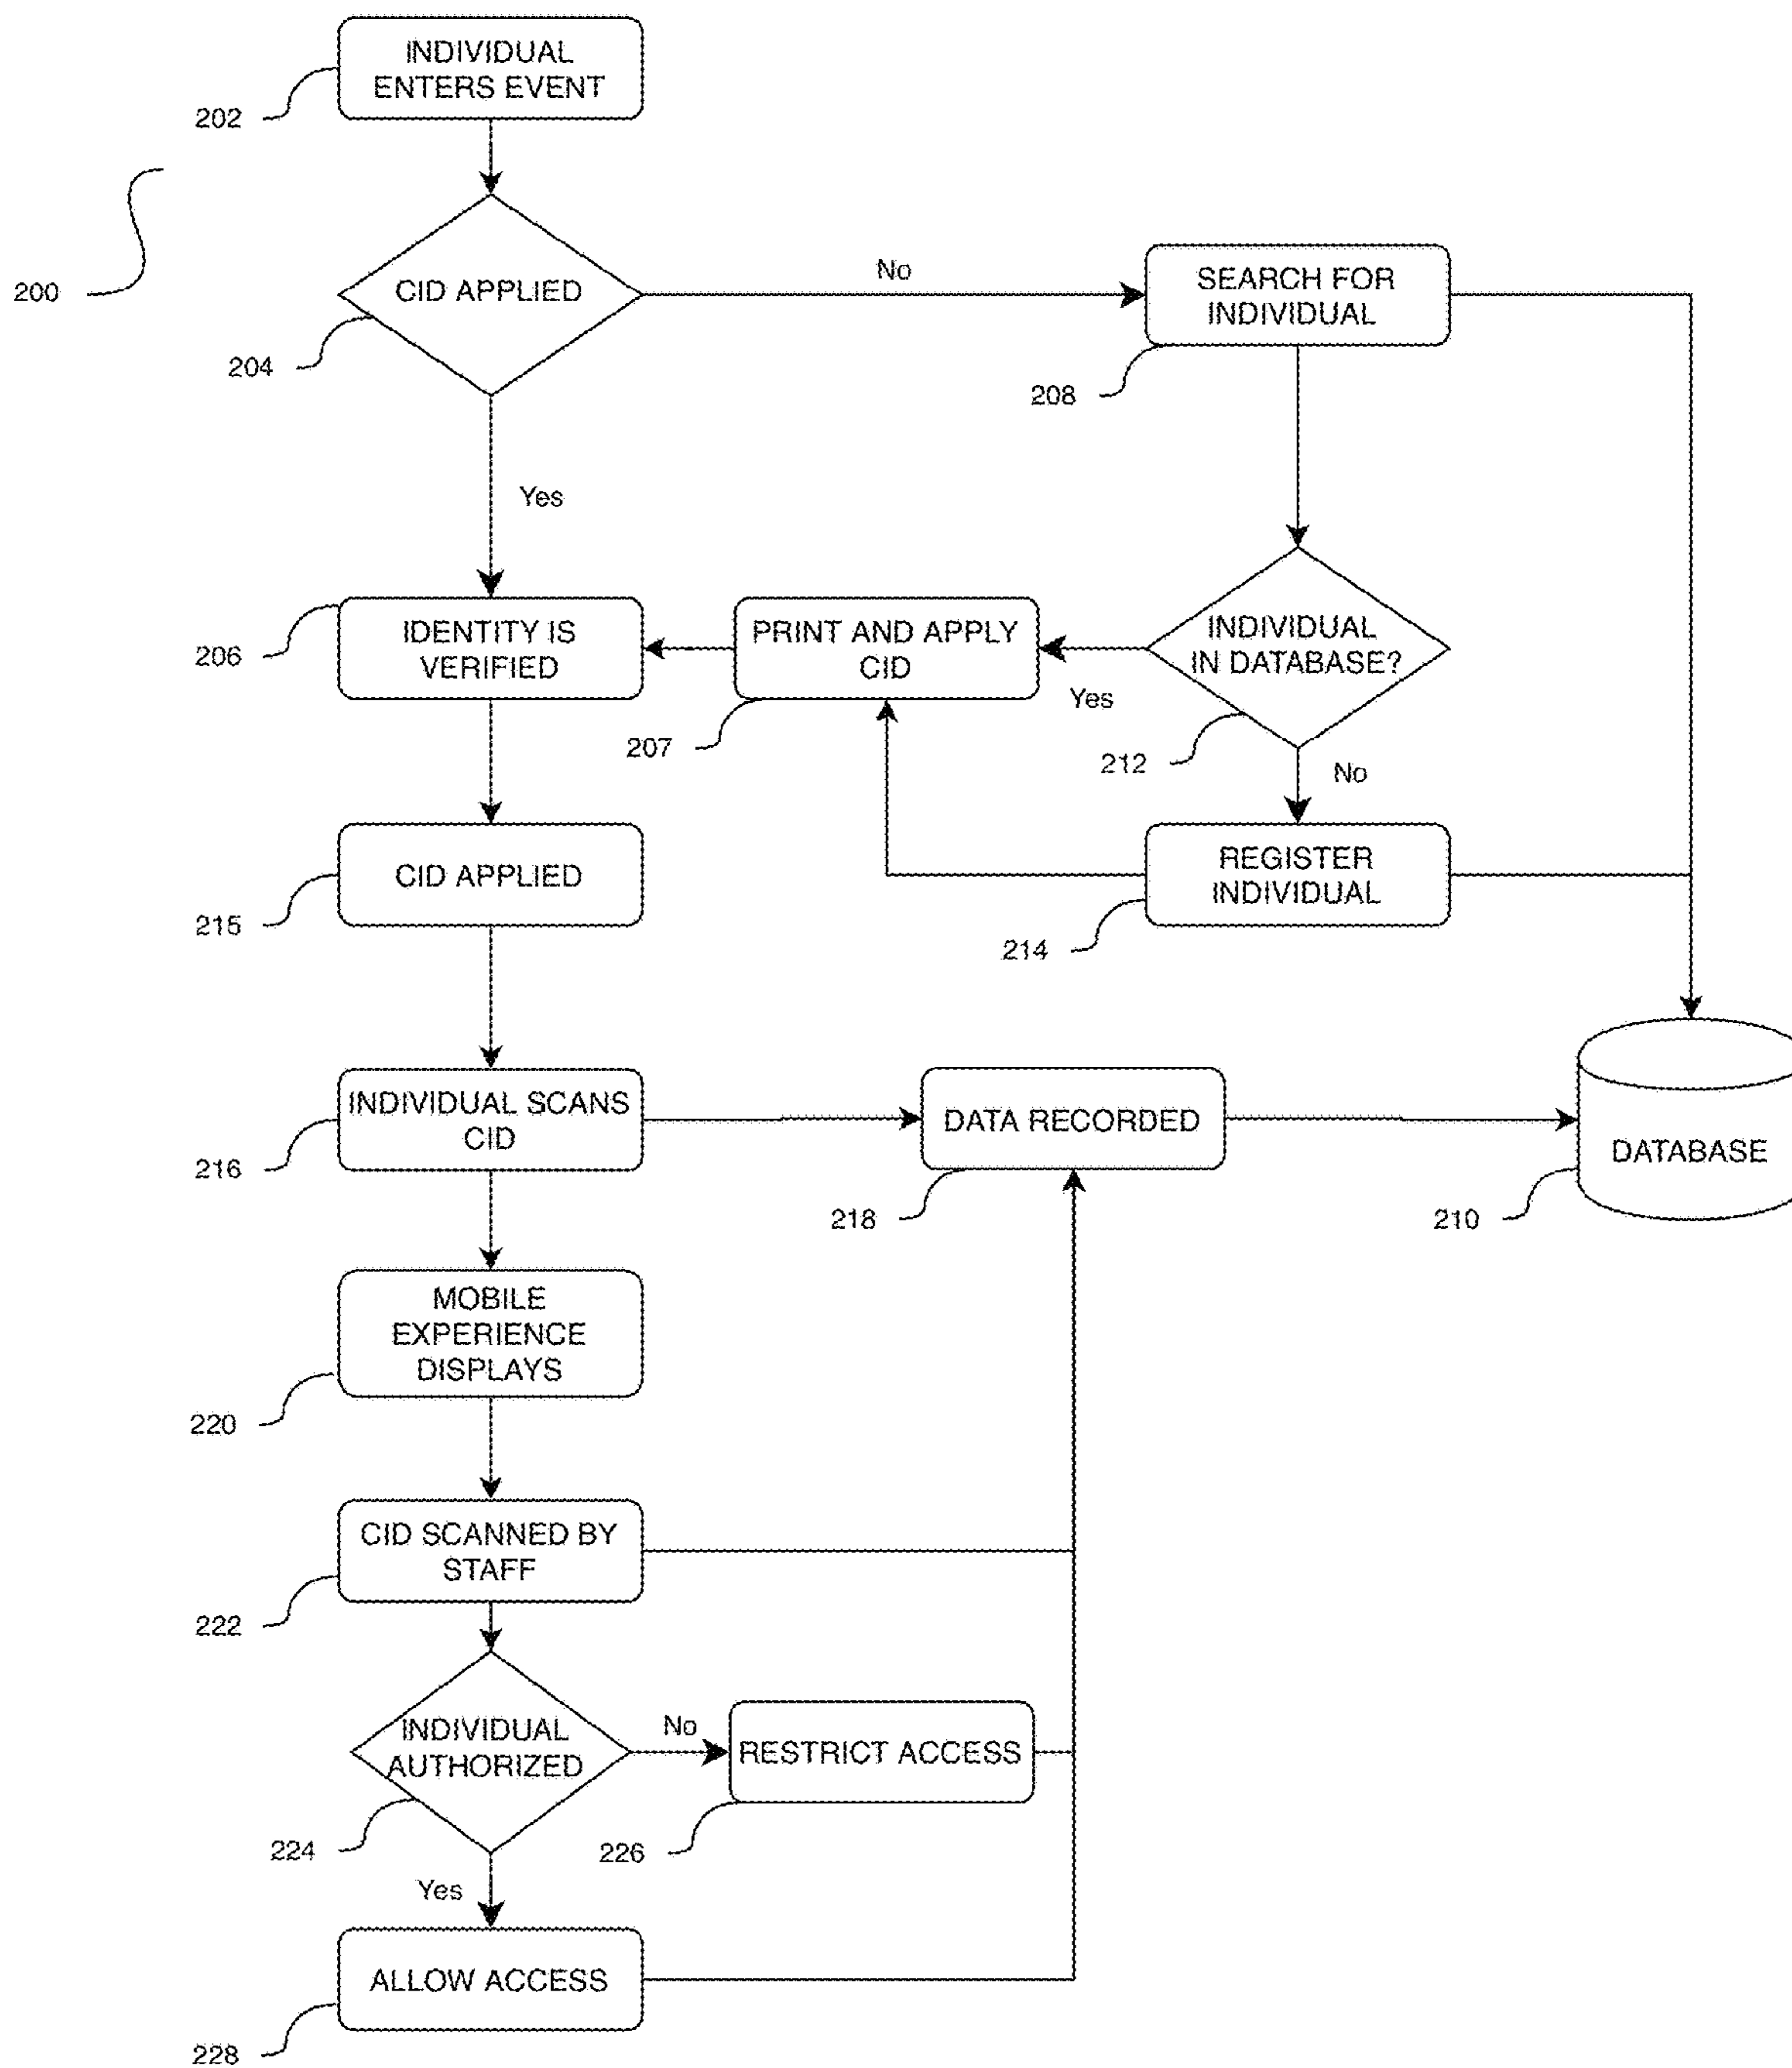 INDIVIDUAL
ENTERS EVENT
202
200
CID APPLIED
204
No
SEARCH FOR
INDIVIDUAL
208
Yes
IDENTITY IS
VERIFIED
206
PRINT AND APPLY
CID
207
INDIVIDUAL
IN DATABASE?
Yes
212
No
CID APPLIED
215
REGISTER
INDIVIDUAL
214
INDIVIDUAL SCANS
CID
216
DATA RECORDED
218
DATABASE
210
MOBILE
EXPERIENCE
DISPLAYS
220
CID SCANNED BY
STAFF
222
INDIVIDUAL
AUTHORIZED
224
No
RESTRICT ACCESS
226
Yes
ALLOW ACCESS
228